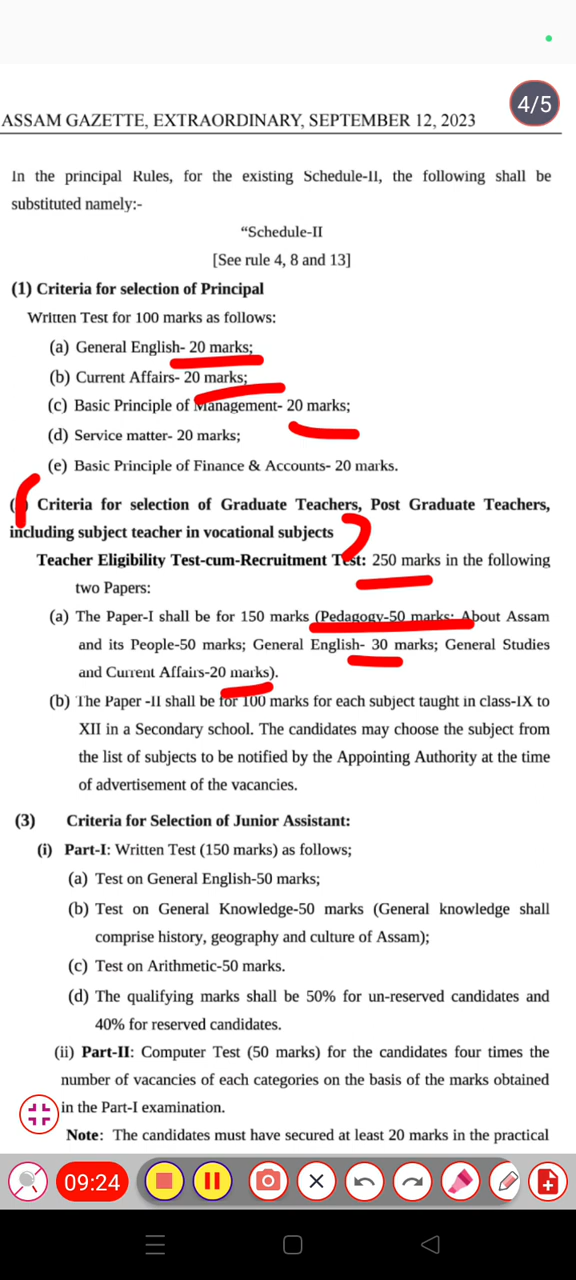 4/5
ASSAM GAZETTE, EXTRAORDINARY, SEPTEMBER 12, 2023
In the principal Rules, for the existing Schedule-II, the following shall be
substituted namely:-
“Schedule-II
[See rule 4, 8 and 13]
(1) Criteria for selection of Principal
Written Test for 100 marks as follows:
(a) General English- 20 marks;
(b) Current Affairs- 20 marks;
(c) Basic Principle of Management- 20 marks;
(d) Service matter- 20 marks;
(e) Basic Principle of Finance & Accounts- 20 marks.
Criteria for selection of Graduate Teachers, Post Graduate Teachers,
including subject teacher in vocational subjects
Teacher Eligibility Test-cum-Recruitment Test: 250 marks in the following
two Papers:
(a) The Paper-I shall be for 150 marks (Pedagogy-50 marks; About Assam
and its People-50 marks; General English- 30 marks; General Studies
and Current Affairs-20 marks).
(b) The Paper -II shall be for 100 marks for each subject taught in class-IX to
XII in a Secondary school. The candidates may choose the subject from
the list of subjects to be notified by the Appointing Authority at the time
of advertisement of the vacancies.
(3) Criteria for Selection of Junior Assistant:
(i) Part-I: Written Test (150 marks) as follows;
(a) Test on General English-50 marks;
(b) Test on General Knowledge-50 marks (General knowledge shall
comprise history, geography and culture of Assam);
(c) Test on Arithmetic-50 marks.
(d) The qualifying marks shall be 50% for un-reserved candidates and
40% for reserved candidates.
(ii) Part-II: Computer Test (50 marks) for the candidates four times the
number of vacancies of each categories on the basis of the marks obtained
in the Part-I examination.
Note: The candidates must have secured at least 20 marks in the practical
09:24